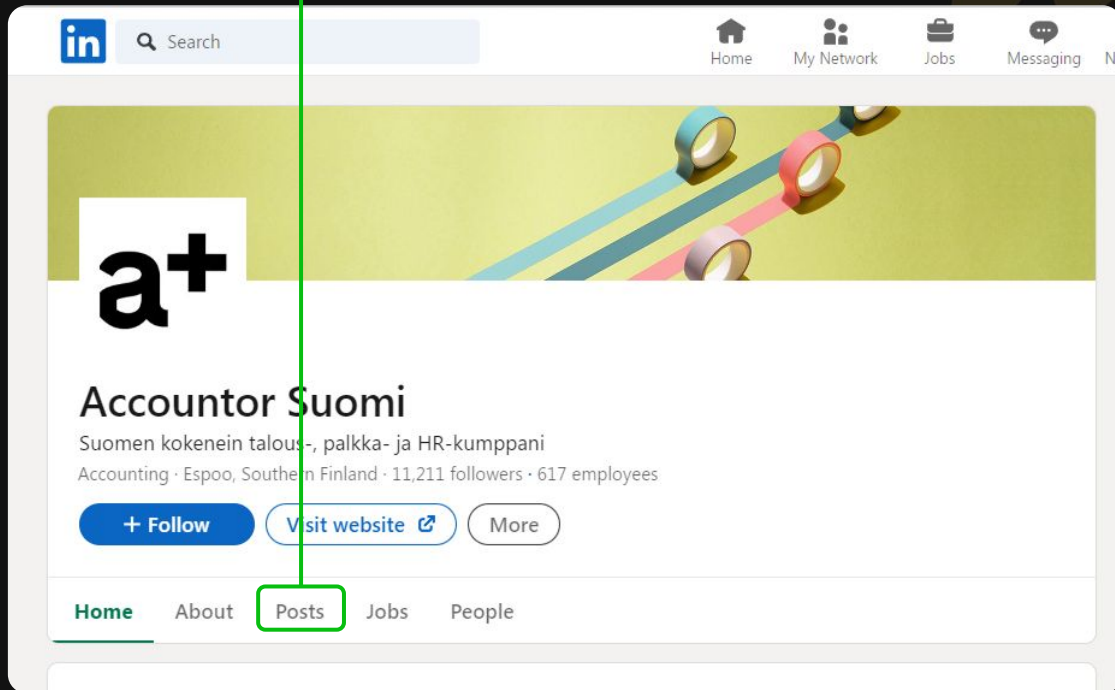 in Search
Home My Network Jobs Messaging N
a+
Accountor Suomi
Suomen kokenein talous-, palkka- ja HR-kumppani
Accounting · Espoo, Southern Finland · 11,211 followers · 617 employees
+ Follow Visit website More
Home About Posts Jobs People